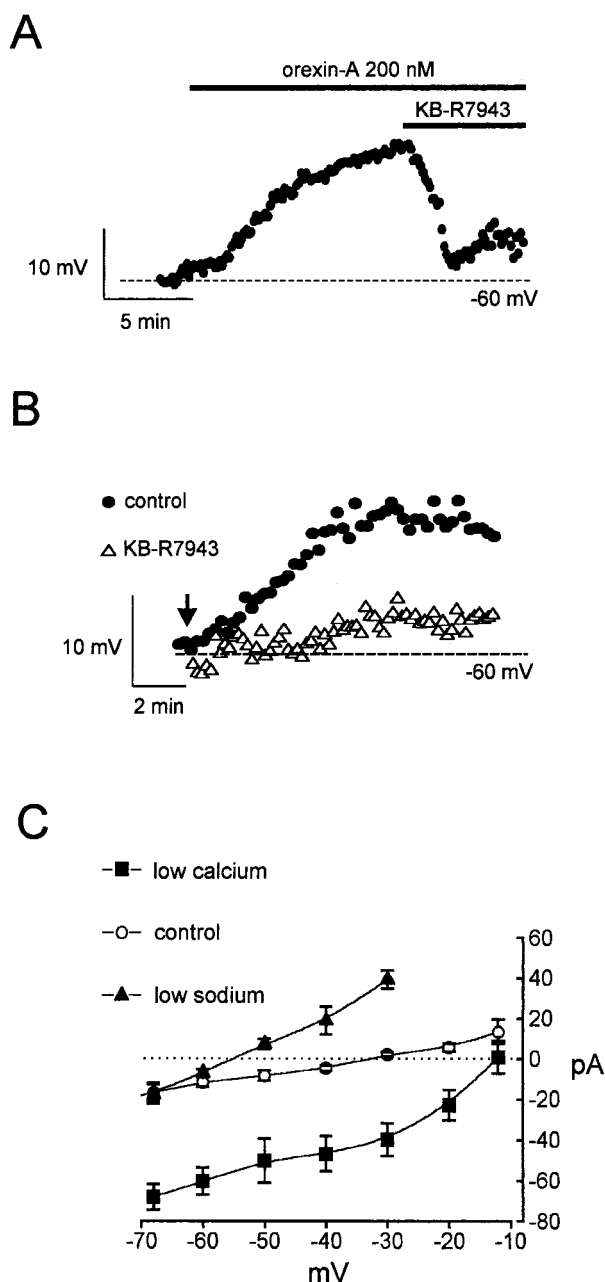 A
orexin-A 200 nM
KB-R7943
10 mV
-60 mV
5 min
B
control
KB-R7943
10 mV
-60 mV
2 min
C
low calcium
control
low sodium
60
40
20
0
-20
-40
-60
-80
pA
-70 -60 -50 -40 -30 -20 -10
mV